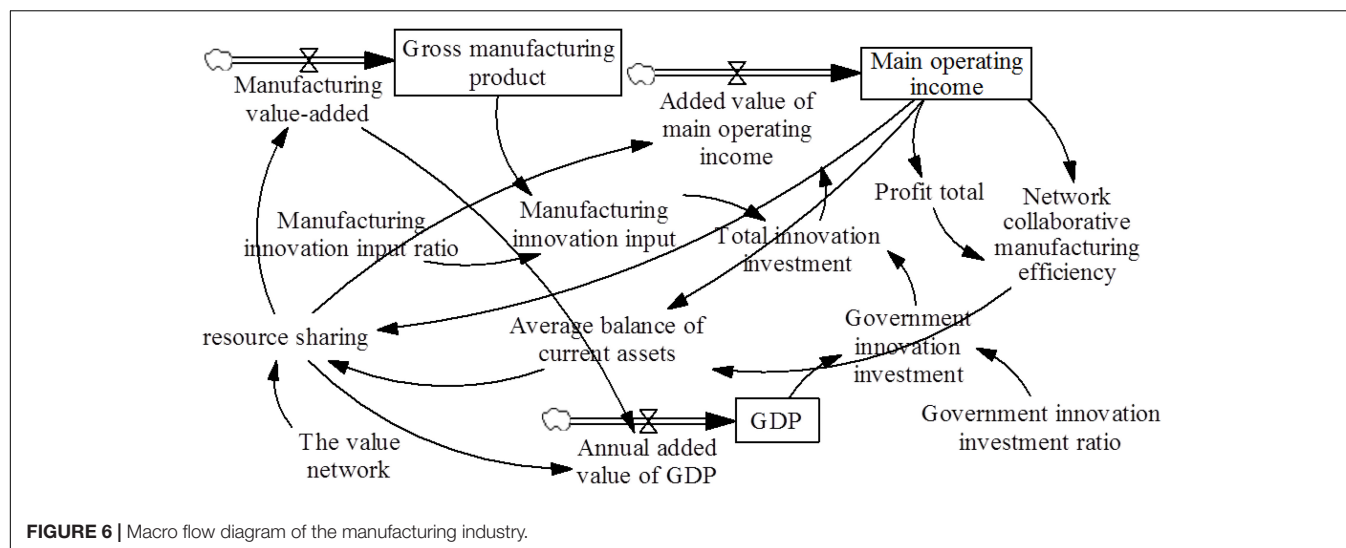 Gross manufacturing
product
Manufacturing
value-added
Main operating
income
Added value of
main operating
income
Profit total
Network
collaborative
manufacturing
efficiency
Manufacturing
innovation input ratio
Manufacturing
innovation input
Total innovation
investment
resource sharing
Average balance of
current assets
Government
innovation
investment
The value
network
GDP
Annual added
value of GDP
Government innovation
investment ratio
FIGURE 6 | Macro flow diagram of the manufacturing industry.